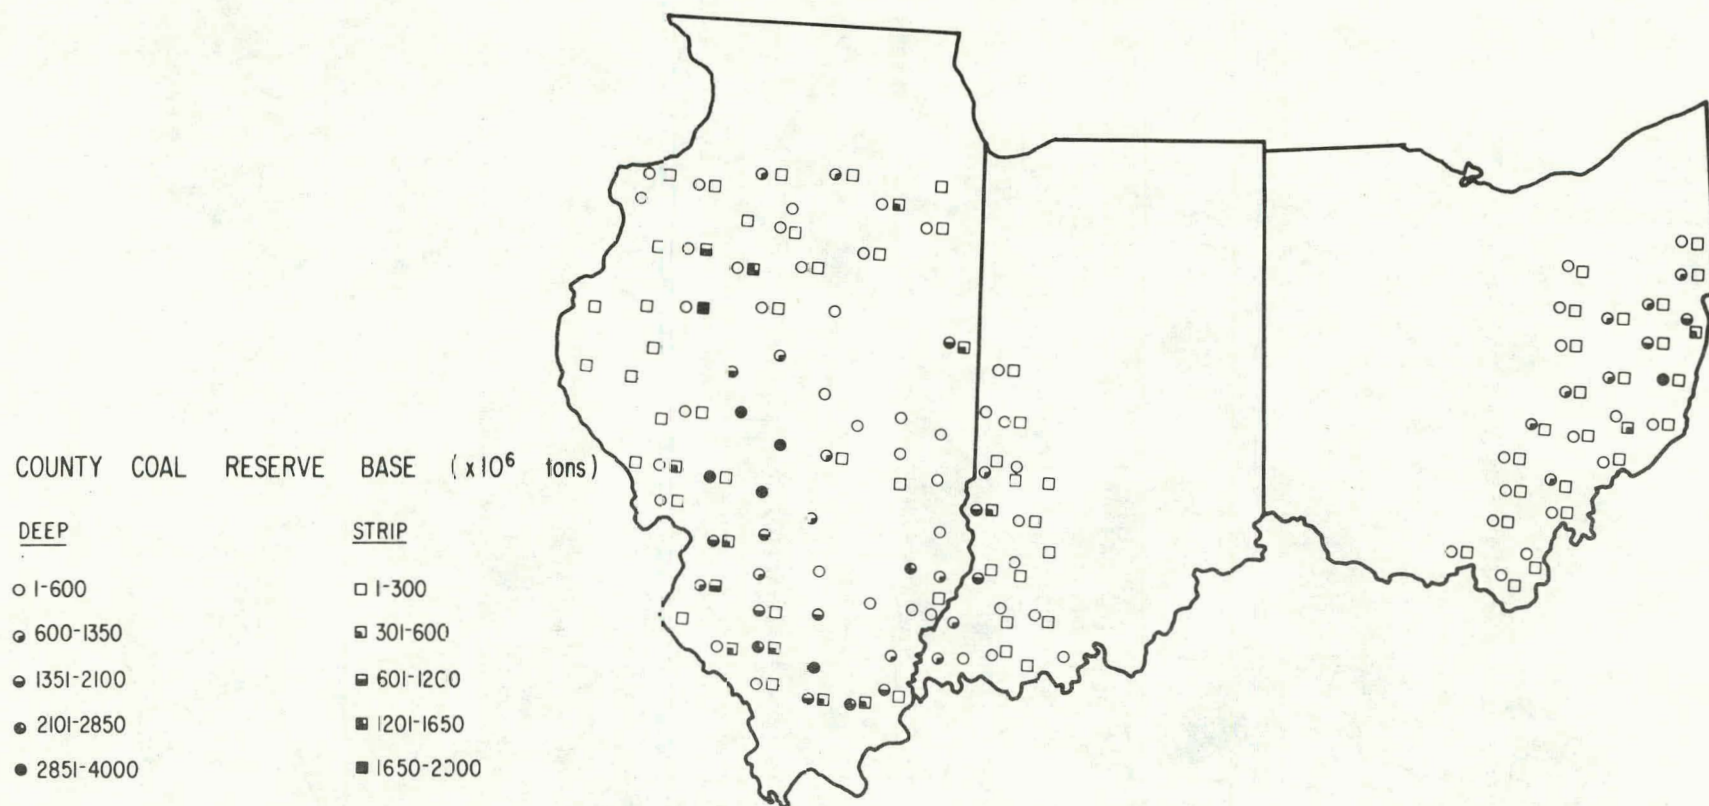 COUNTY COAL RESERVE BASE (x10⁶ tons)
DEEP STRIP
1-600 1-300
600-1350 301-600
1351-2100 601-12C0
2101-2850 1201-1650
2851-4000 1650-2000